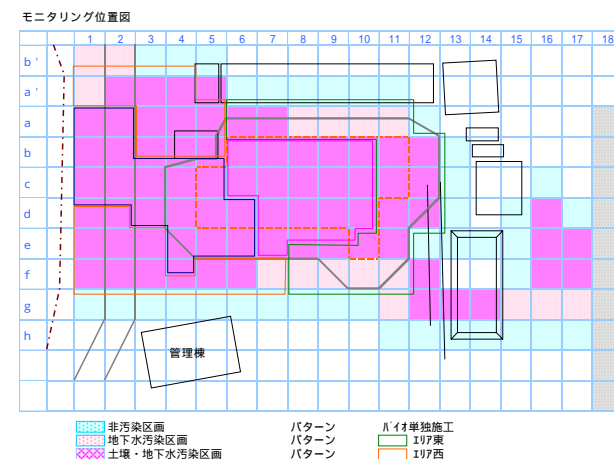 モニタリング位置図
1 2 3 4 5 6 7 8 9 10 11 12 13 14 15 16 17 18
b'
a'
a
b
c
d
e
f
g
h
管理棟
非汚染区画 パターン バイオ単独施工
地下水汚染区画 パターン エリア東
土壌・地下水汚染区画 パターン エリア西